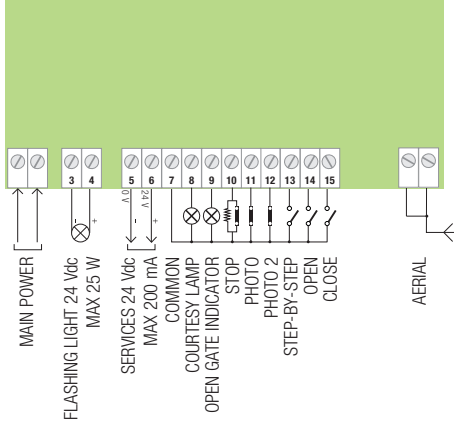 3 4 5 6 7 8 9 10 11 12 13 14 15
- +
0 V - 24 V +
MAIN POWER
FLASHING LIGHT 24 Vdc
MAX 25 W
SERVICES 24 Vdc
MAX 200 mA
COMMON
COURTESY LAMP
OPEN GATE INDICATOR
STOP
PHOTO
PHOTO 2
STEP-BY-STEP
OPEN
CLOSE
AERIAL